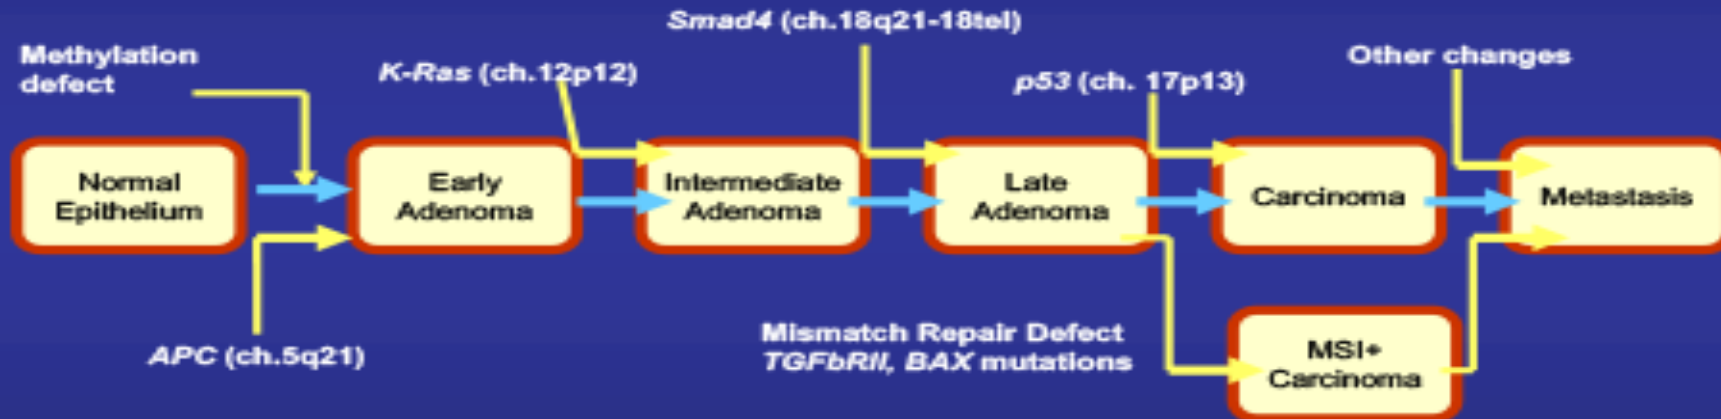 Smad4 (ch.18q21-18tel)
Methylation
defect
K-Ras (ch.12p12)
p53 (ch. 17p13)
Other changes
Normal
Epithelium
Early
Adenoma
Intermediate
Adenoma
Late
Adenoma
Carcinoma
Metastasis
APC (ch.5q21)
Mismatch Repair Defect
TGFbRII, BAX mutations
MSI+
Carcinoma